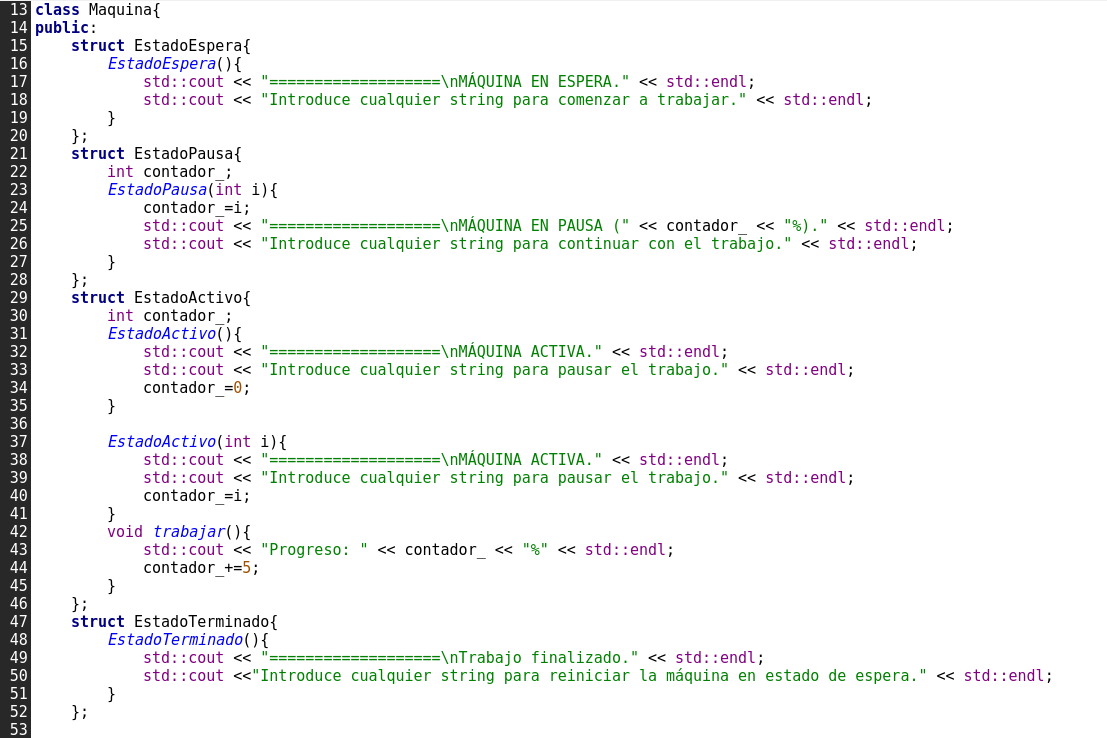 13 class Maquina{
14 public:
15     struct EstadoEspera{
16         EstadoEspera(){
17             std::cout << "===================\nMÁQUINA EN ESPERA." << std::endl;
18             std::cout << "Introduce cualquier string para comenzar a trabajar." << std::endl;
19         }
20     };
21     struct EstadoPausa{
22         int contador_;
23         EstadoPausa(int i){
24             contador_=i;
25             std::cout << "===================\nMÁQUINA EN PAUSA (" << contador_ << "%)." << std::endl;
26             std::cout << "Introduce cualquier string para continuar con el trabajo." << std::endl;
27         }
28     };
29     struct EstadoActivo{
30         int contador_;
31         EstadoActivo(){
32             std::cout << "===================\nMÁQUINA ACTIVA." << std::endl;
33             std::cout << "Introduce cualquier string para pausar el trabajo." << std::endl;
34             contador_=0;
35         }
36
37         EstadoActivo(int i){
38             std::cout << "===================\nMÁQUINA ACTIVA." << std::endl;
39             std::cout << "Introduce cualquier string para pausar el trabajo." << std::endl;
40             contador_=i;
41         }
42         void trabajar(){
43             std::cout << "Progreso: " << contador_ << "%" << std::endl;
44             contador_+=5;
45         }
46     };
47     struct EstadoTerminado{
48         EstadoTerminado(){
49             std::cout << "===================\nTrabajo finalizado." << std::endl;
50             std::cout <<"Introduce cualquier string para reiniciar la máquina en estado de espera." << std::endl;
51         }
52     };
53